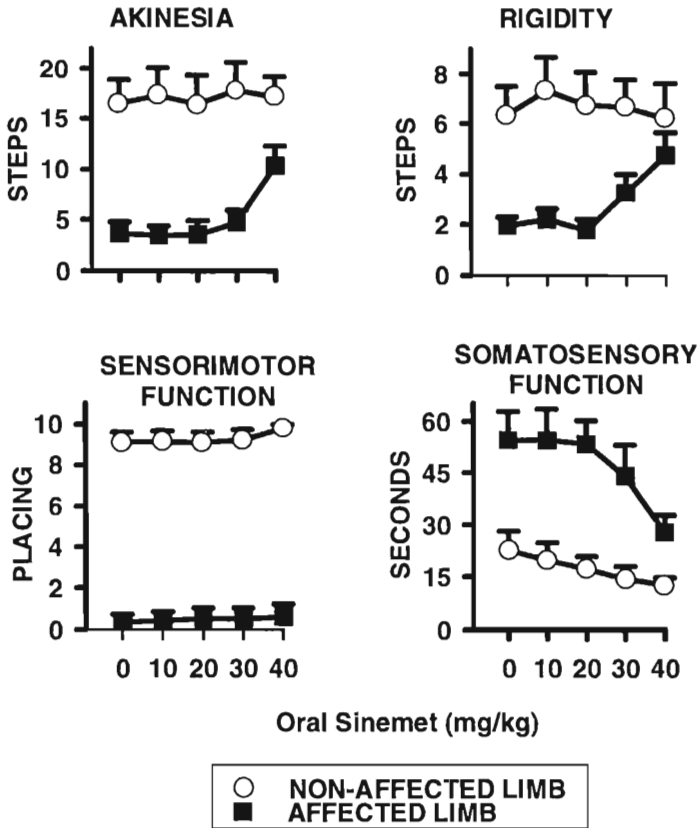 AKINESIA
STEPS
20
15
10
5
0
RIGIDITY
STEPS
8
6
4
2
0
SENSORIMOTOR
FUNCTION
PLACING
10
8
6
4
2
0
0 10 20 30 40
SOMATOSENSORY
FUNCTION
SECONDS
60
45
30
15
0
0 10 20 30 40
Oral Sinemet (mg/kg)
NON-AFFECTED LIMB
AFFECTED LIMB